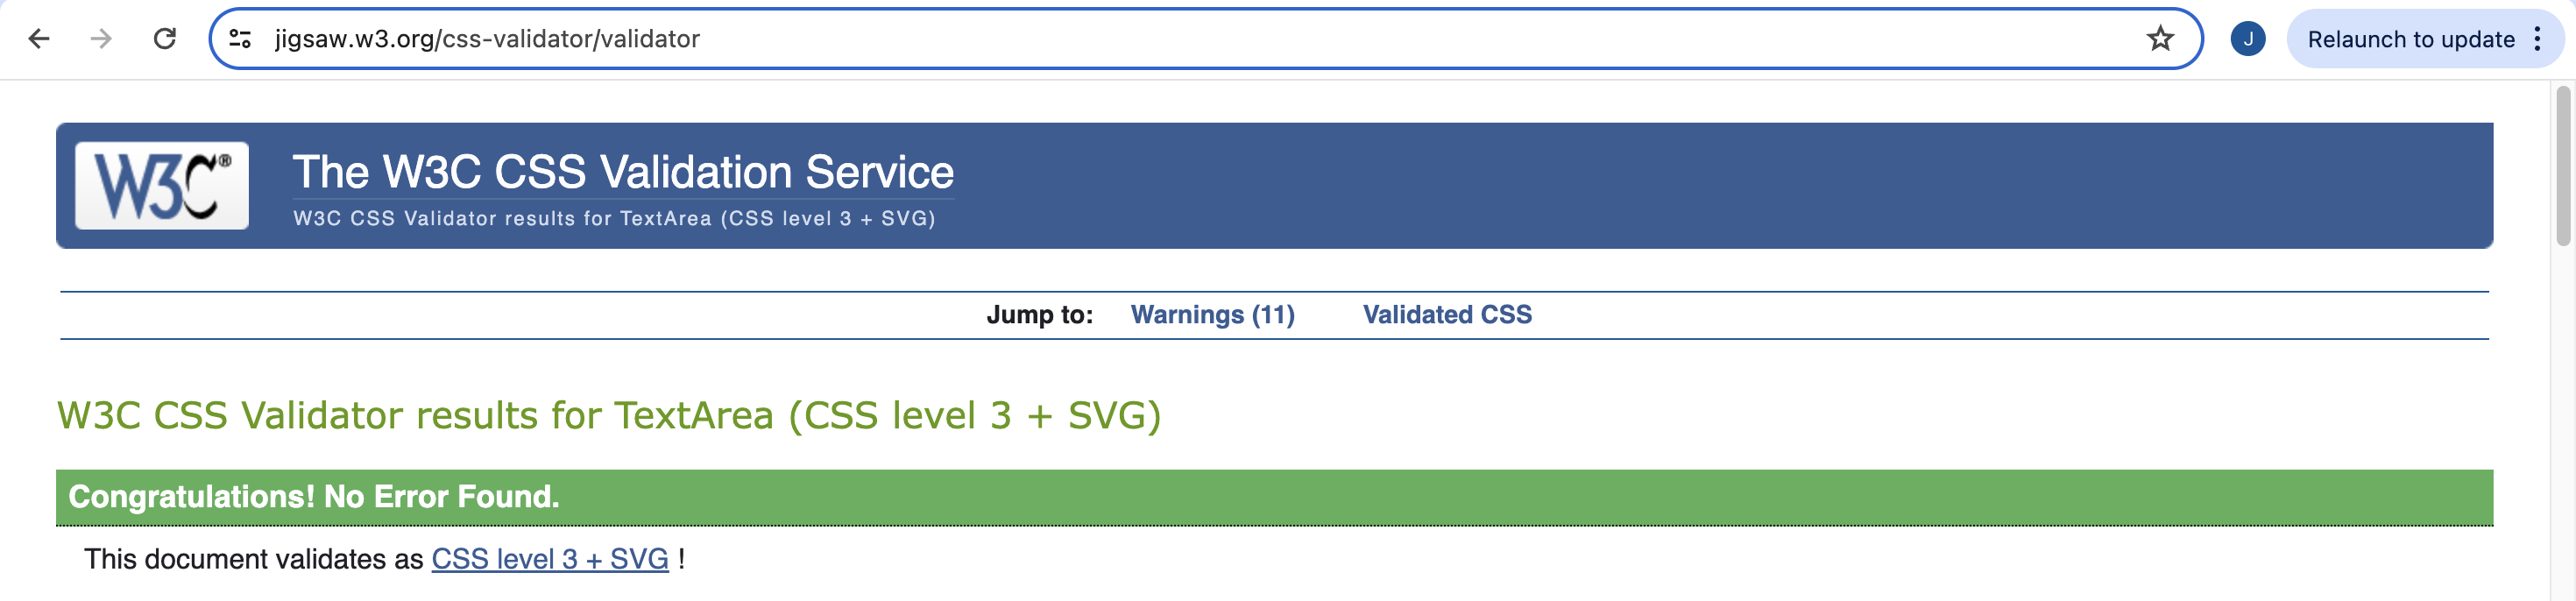 jigsaw.w3.org/css-validator/validator
J
Relaunch to update
W3C®
The W3C CSS Validation Service
W3C CSS Validator results for TextArea (CSS level 3 + SVG)
Jump to: Warnings (11) Validated CSS
W3C CSS Validator results for TextArea (CSS level 3 + SVG)
Congratulations! No Error Found.
This document validates as CSS level 3 + SVG !